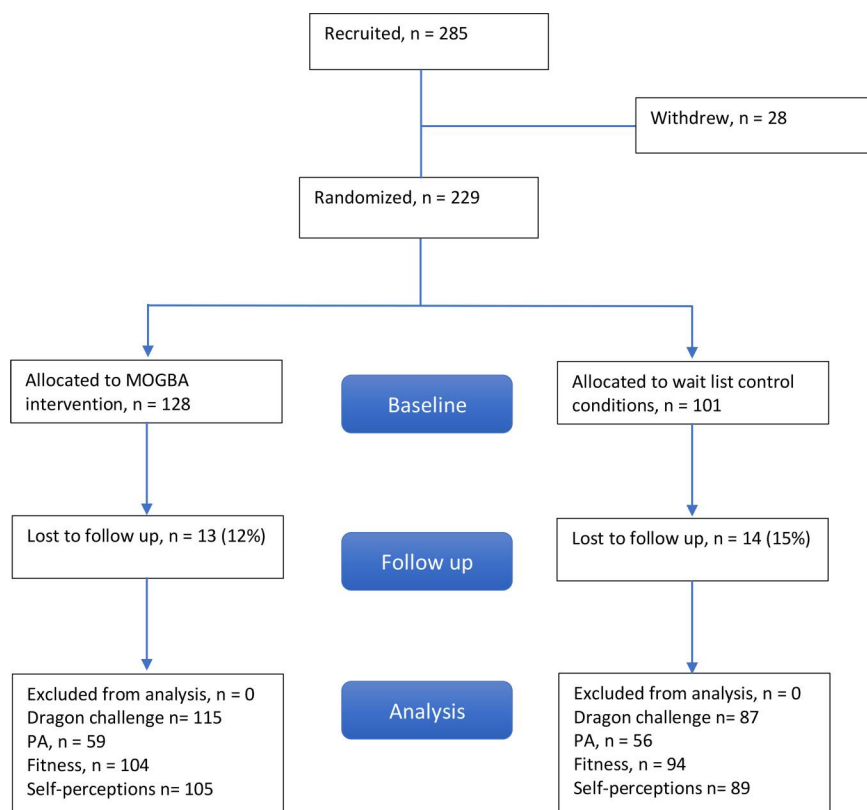 Recruited, n = 285
Withdrew, n = 28
Randomized, n = 229
Allocated to MOGBA
intervention, n = 128
Baseline
Allocated to wait list control
conditions, n = 101
Lost to follow up, n = 13 (12%)
Follow up
Lost to follow up, n = 14 (15%)
Excluded from analysis, n = 0
Dragon challenge n= 115
PA, n = 59
Fitness, n = 104
Self-perceptions n= 105
Analysis
Excluded from analysis, n = 0
Dragon challenge n= 87
PA, n = 56
Fitness, n = 94
Self-perceptions n= 89